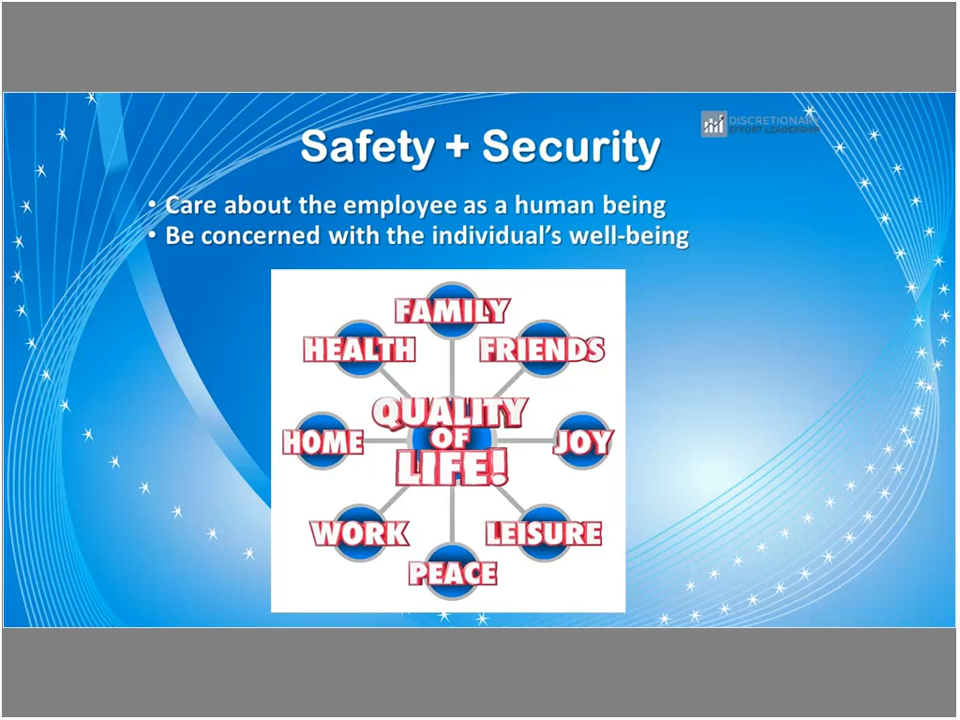 DISCRETIONARY
EFFORT LEADERSHIP
Safety + Security
• Care about the employee as a human being
• Be concerned with the individual’s well-being
FAMILY
HEALTH
FRIENDS
QUALITY
OF
LIFE!
HOME
JOY
WORK
LEISURE
PEACE